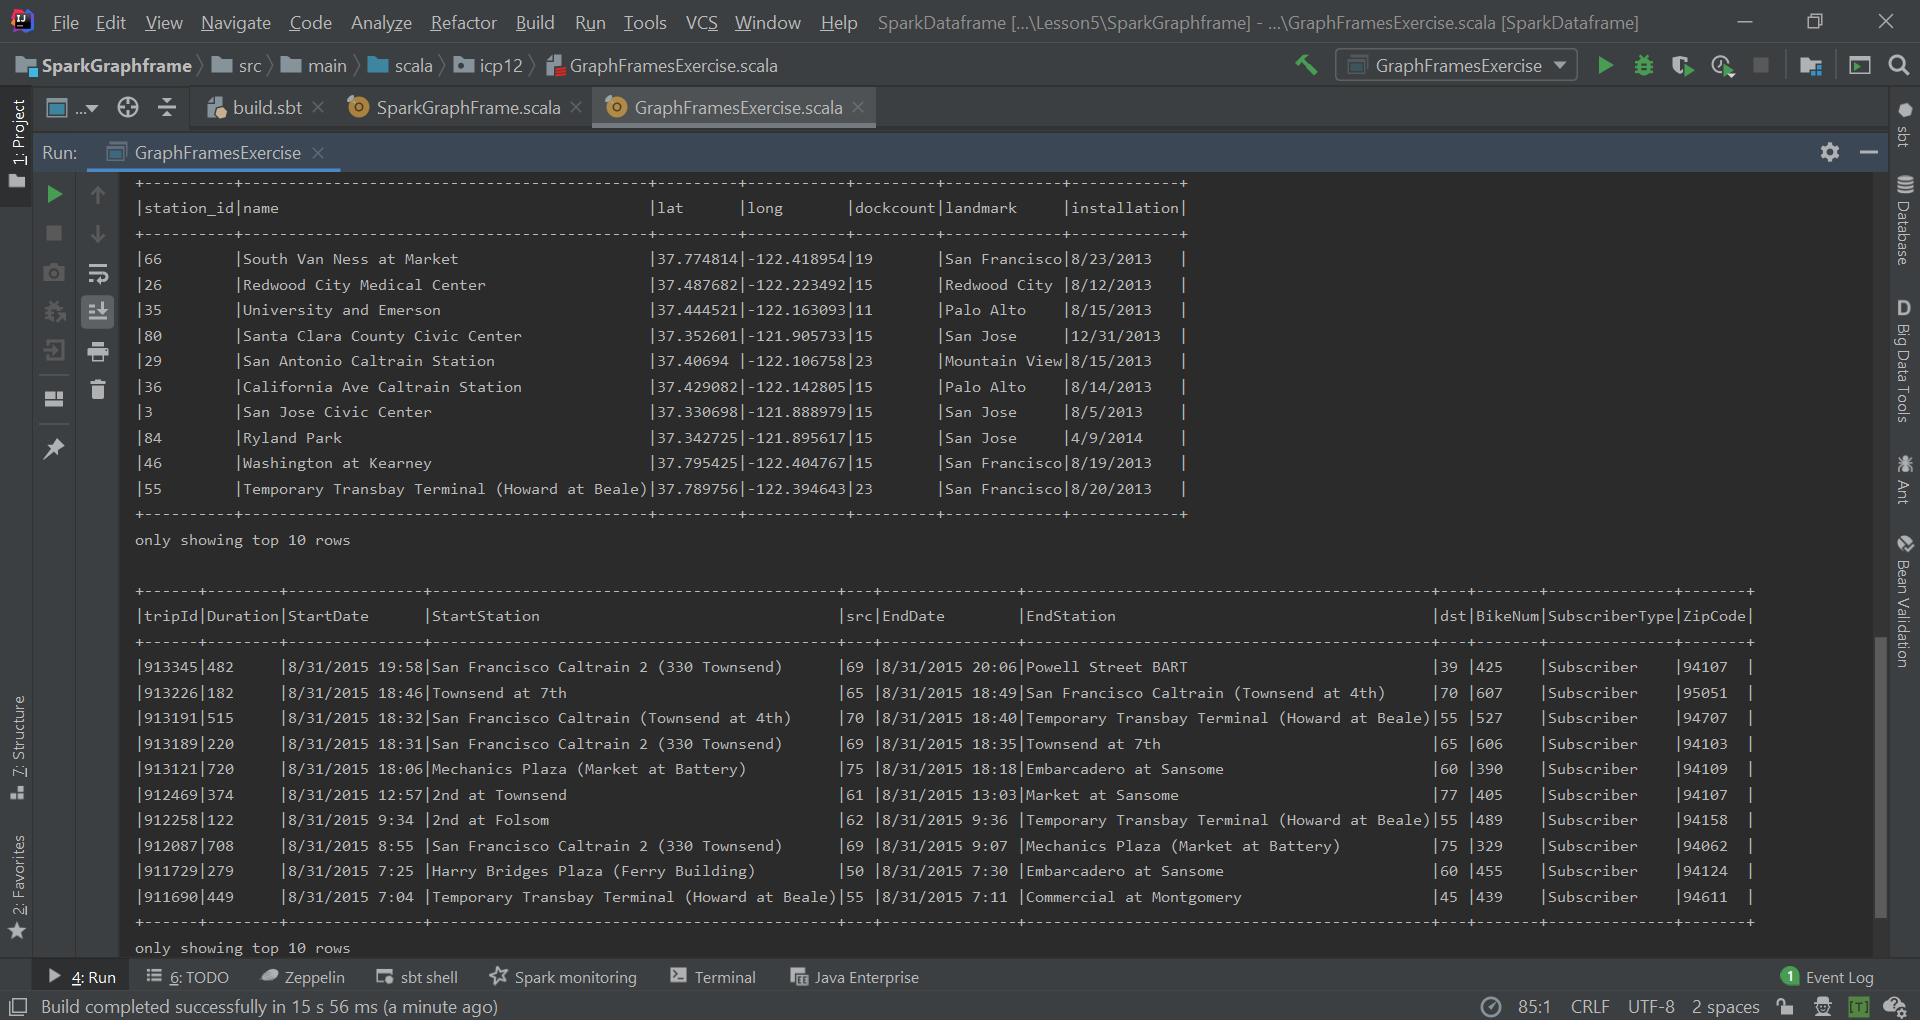 File Edit View Navigate Code Analyze Refactor Build Run Tools VCS Window Help SparkDataframe [...\Lesson5\SparkGraphframe] - ...\GraphFramesExercise.scala [SparkDataframe]
SparkGraphframe src main scala icp12 GraphFramesExercise.scala GraphFramesExercise
... build.sbt SparkGraphFrame.scala GraphFramesExercise.scala
1: Project
Run: GraphFramesExercise
+----------+---------------------------------------------+---------+-----------+---------+-------------+------------+
|station_id|name                                         |lat      |long       |dockcount|landmark     |installation|
+----------+---------------------------------------------+---------+-----------+---------+-------------+------------+
|66        |South Van Ness at Market                     |37.774814|-122.418954|19       |San Francisco|8/23/2013   |
|26        |Redwood City Medical Center                  |37.487682|-122.223492|15       |Redwood City |8/12/2013   |
|35        |University and Emerson                       |37.444521|-122.163093|11       |Palo Alto    |8/15/2013   |
|80        |Santa Clara County Civic Center              |37.352601|-121.905733|15       |San Jose     |12/31/2013  |
|29        |San Antonio Caltrain Station                 |37.40694 |-122.106758|23       |Mountain View|8/15/2013   |
|36        |California Ave Caltrain Station              |37.429082|-122.142805|15       |Palo Alto    |8/14/2013   |
|3         |San Jose Civic Center                        |37.330698|-121.888979|15       |San Jose     |8/5/2013    |
|84        |Ryland Park                                  |37.342725|-121.895617|15       |San Jose     |4/9/2014    |
|46        |Washington at Kearney                        |37.795425|-122.404767|15       |San Francisco|8/19/2013   |
|55        |Temporary Transbay Terminal (Howard at Beale)|37.789756|-122.394643|23       |San Francisco|8/20/2013   |
+----------+---------------------------------------------+---------+-----------+---------+-------------+------------+
only showing top 10 rows
+------+--------+---------------+---------------------------------------------+---+---------------+---------------------------------------------+---+-------+--------------+-------+
|tripId|Duration|StartDate      |StartStation                                 |src|EndDate        |EndStation                                   |dst|BikeNum|SubscriberType|ZipCode|
+------+--------+---------------+---------------------------------------------+---+---------------+---------------------------------------------+---+-------+--------------+-------+
|913345|482     |8/31/2015 19:58|San Francisco Caltrain 2 (330 Townsend)      |69 |8/31/2015 20:06|Powell Street BART                           |39 |425    |Subscriber    |94107  |
|913226|182     |8/31/2015 18:46|Townsend at 7th                              |65 |8/31/2015 18:49|San Francisco Caltrain (Townsend at 4th)     |70 |607    |Subscriber    |95051  |
|913191|515     |8/31/2015 18:32|San Francisco Caltrain (Townsend at 4th)     |70 |8/31/2015 18:40|Temporary Transbay Terminal (Howard at Beale)|55 |527    |Subscriber    |94707  |
|913189|220     |8/31/2015 18:31|San Francisco Caltrain 2 (330 Townsend)      |69 |8/31/2015 18:35|Townsend at 7th                              |65 |606    |Subscriber    |94103  |
|913121|720     |8/31/2015 18:06|Mechanics Plaza (Market at Battery)          |75 |8/31/2015 18:18|Embarcadero at Sansome                       |60 |390    |Subscriber    |94109  |
|912469|374     |8/31/2015 12:57|2nd at Townsend                              |61 |8/31/2015 13:03|Market at Sansome                            |77 |405    |Subscriber    |94107  |
|912258|122     |8/31/2015 9:34 |2nd at Folsom                                |62 |8/31/2015 9:36 |Temporary Transbay Terminal (Howard at Beale)|55 |489    |Subscriber    |94158  |
|912087|708     |8/31/2015 8:55 |San Francisco Caltrain 2 (330 Townsend)      |69 |8/31/2015 9:07 |Mechanics Plaza (Market at Battery)          |75 |329    |Subscriber    |94062  |
|911729|279     |8/31/2015 7:25 |Harry Bridges Plaza (Ferry Building)         |50 |8/31/2015 7:30 |Embarcadero at Sansome                       |60 |455    |Subscriber    |94124  |
|911690|449     |8/31/2015 7:04 |Temporary Transbay Terminal (Howard at Beale)|55 |8/31/2015 7:11 |Commercial at Montgomery                     |45 |439    |Subscriber    |94611  |
+------+--------+---------------+---------------------------------------------+---+---------------+---------------------------------------------+---+-------+--------------+-------+
only showing top 10 rows
7: Structure
2: Favorites
sbt
Database
D Big Data Tools
Ant
Bean Validation
4: Run 6: TODO Zeppelin sbt shell Spark monitoring Terminal Java Enterprise 1 Event Log
Build completed successfully in 15 s 56 ms (a minute ago) 85:1 CRLF UTF-8 2 spaces [T]